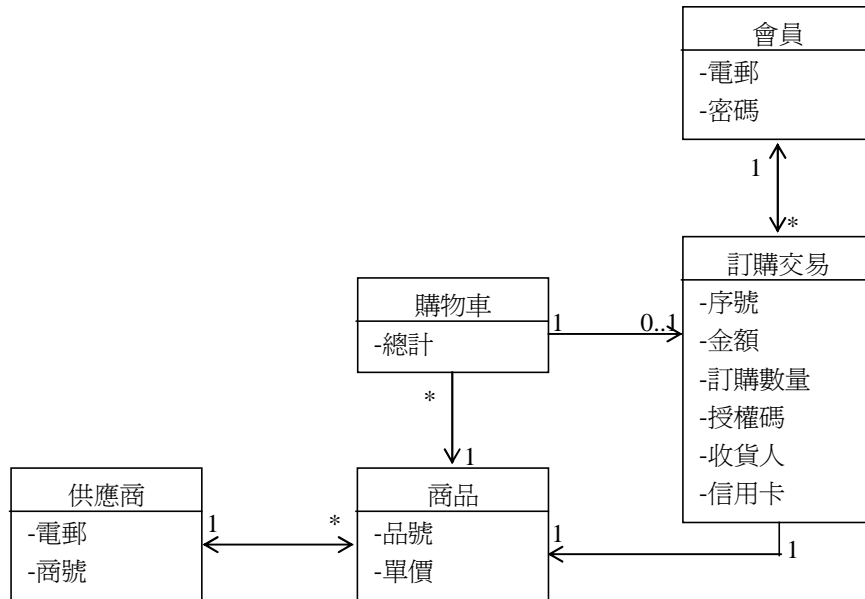 會員
-電郵
-密碼
1
*
訂購交易
-序號
-金額
-訂購數量
-授權碼
-收貨人
-信用卡
購物車
-總計
1
0..1
*
1
供應商
-電郵
-商號
1
*
商品
-品號
-單價
1
1